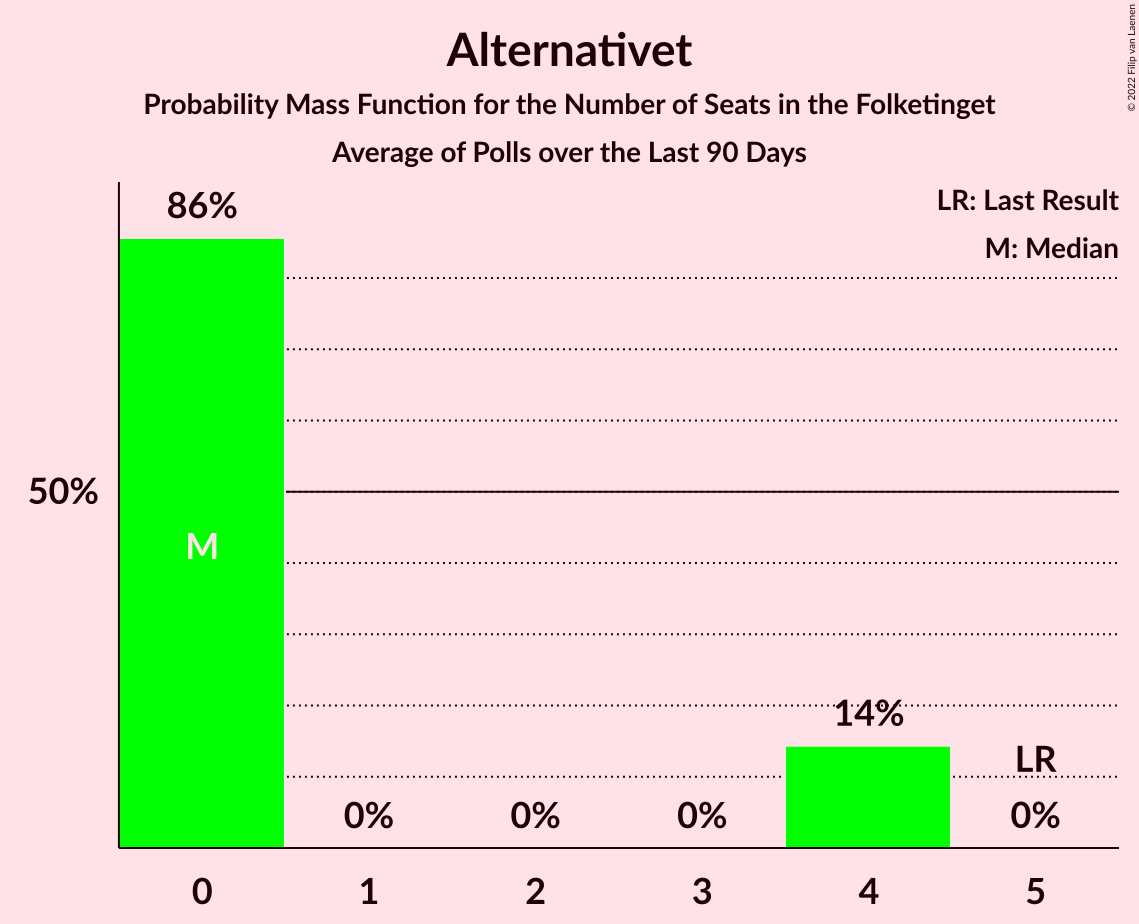 Alternativet
Probability Mass Function for the Number of Seats in the Folketinget
Average of Polls over the Last 90 Days
© 2022 Filip van Laenen
LR: Last Result
M: Median
86%
50%
M
14%
LR
0%
0%
0%
0%
0
1
2
3
4
5